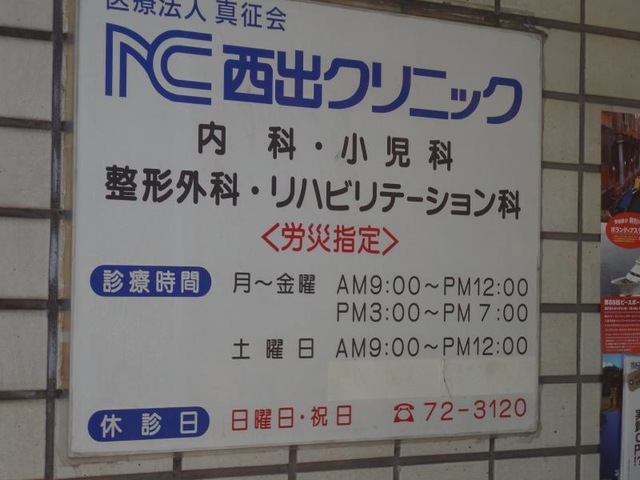 医療法人 真征会
NC 西出クリニック
内科・小児科
整形外科・リハビリテーション科
<労災指定>
診療時間 月～金曜 AM9:00～PM12:00
PM3:00～PM 7:00
土曜日 AM9:00～PM12:00
休診日 日曜日・祝日 ☎72-3120